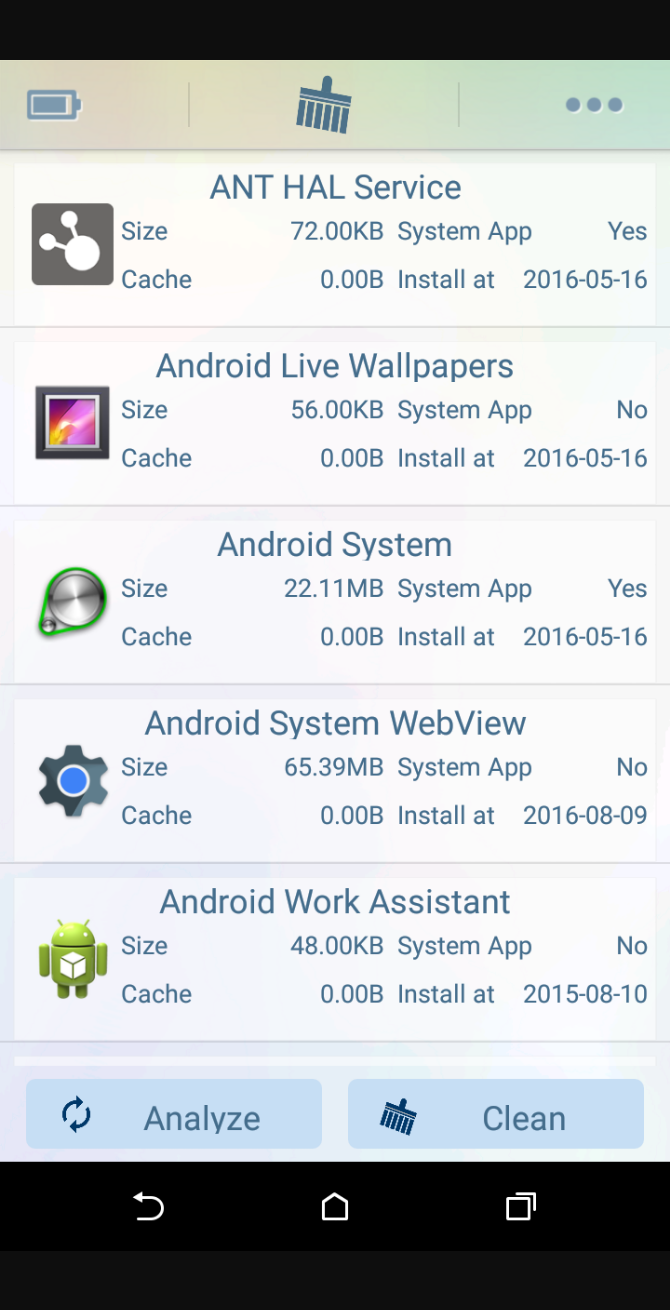 ANT HAL Service
Size 72.00KB System App Yes
Cache 0.00B Install at 2016-05-16
Android Live Wallpapers
Size 56.00KB System App No
Cache 0.00B Install at 2016-05-16
Android System
Size 22.11MB System App Yes
Cache 0.00B Install at 2016-05-16
Android System WebView
Size 65.39MB System App No
Cache 0.00B Install at 2016-08-09
Android Work Assistant
Size 48.00KB System App No
Cache 0.00B Install at 2015-08-10
Analyze Clean